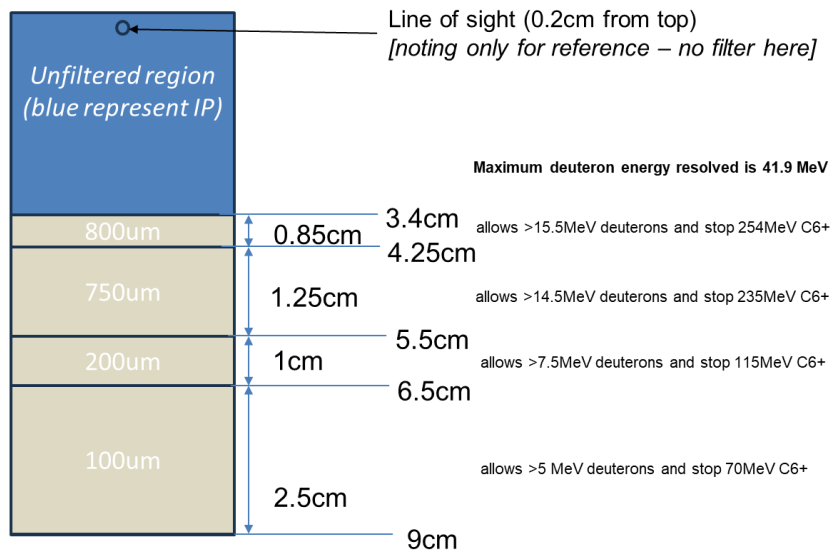 Line of sight (0.2cm from top)
[noting only for reference – no filter here]
Unfiltered region
(blue represent IP)
Maximum deuteron energy resolved is 41.9 MeV
3.4cm
800um
0.85cm
allows >15.5MeV deuterons and stop 254MeV C6+
4.25cm
750um
1.25cm
allows >14.5MeV deuterons and stop 235MeV C6+
5.5cm
200um
1cm
allows >7.5MeV deuterons and stop 115MeV C6+
6.5cm
100um
allows >5 MeV deuterons and stop 70MeV C6+
2.5cm
9cm